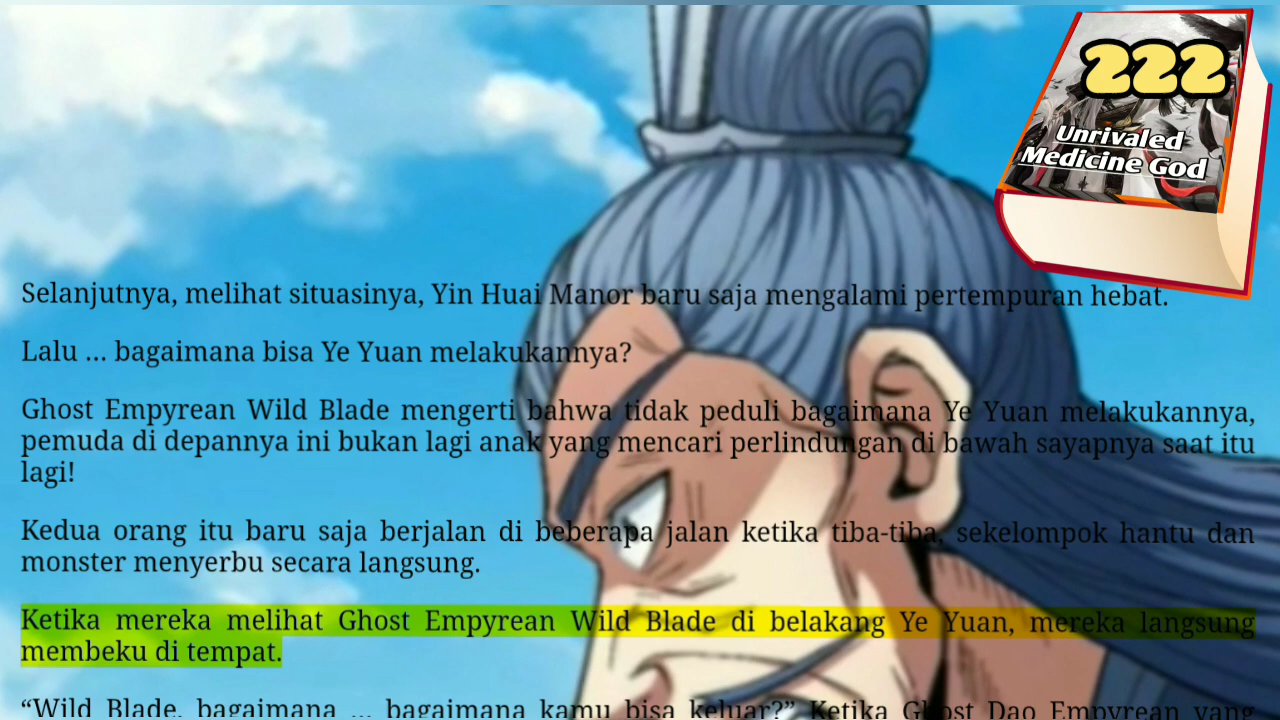 222
Unrivaled
Medicine God
Selanjutnya, melihat situasinya, Yin Huai Manor baru saja mengalami pertempuran hebat.
Lalu ... bagaimana bisa Ye Yuan melakukannya?
Ghost Empyrean Wild Blade mengerti bahwa tidak peduli bagaimana Ye Yuan melakukannya,
pemuda di depannya ini bukan lagi anak yang mencari perlindungan di bawah sayapnya saat itu
lagi!
Kedua orang itu baru saja berjalan di beberapa jalan ketika tiba-tiba, sekelompok hantu dan
monster menyerbu secara langsung.
Ketika mereka melihat Ghost Empyrean Wild Blade di belakang Ye Yuan, mereka langsung
membeku di tempat.
“Wild Blade, bagaimana ... bagaimana kamu bisa keluar?” Ketika Ghost Dao Empyrean yang